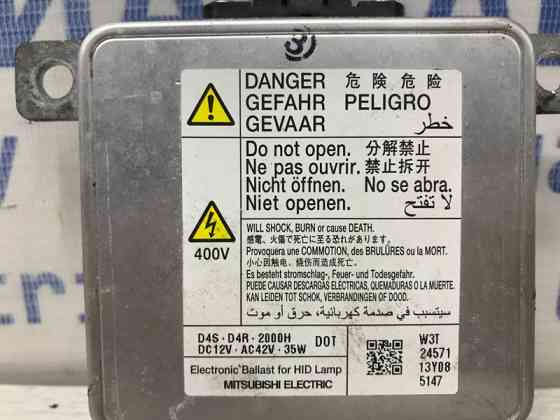 DANGER 危険 危险
GEFAHR PELIGRO
GEVAAR خطر
Do not open. 分解禁止
Ne pas ouvrir. 禁止拆开
Nicht öffnen. No se abra.
Niet openen. لا تفتح
400V
WILL SHOCK, BURN or cause DEATH.
感電、火傷で死亡に至る恐れがあります。
Provoquera une COMMOTION, des BRULÛRES ou la MORT.
小心因触电、烧伤而造成死亡。
Es besteht stromschlag-, Feuer- und Todesgefahr.
PUEDE CAUSAR DESCARGAS ELECTRICAS, QUEMADURAS O LA MUERTE.
KAN LEIDEN TOT SCHOK, VERBRANDINGEN OF DOOD.
سيتسبب في صدمة كهربائية، حرق أو موت
D4S·D4R·2000H DOT
DC12V·AC42V·35W
Electronic Ballast for HID Lamp
MITSUBISHI ELECTRIC
W3T
24571
13Y08
5147